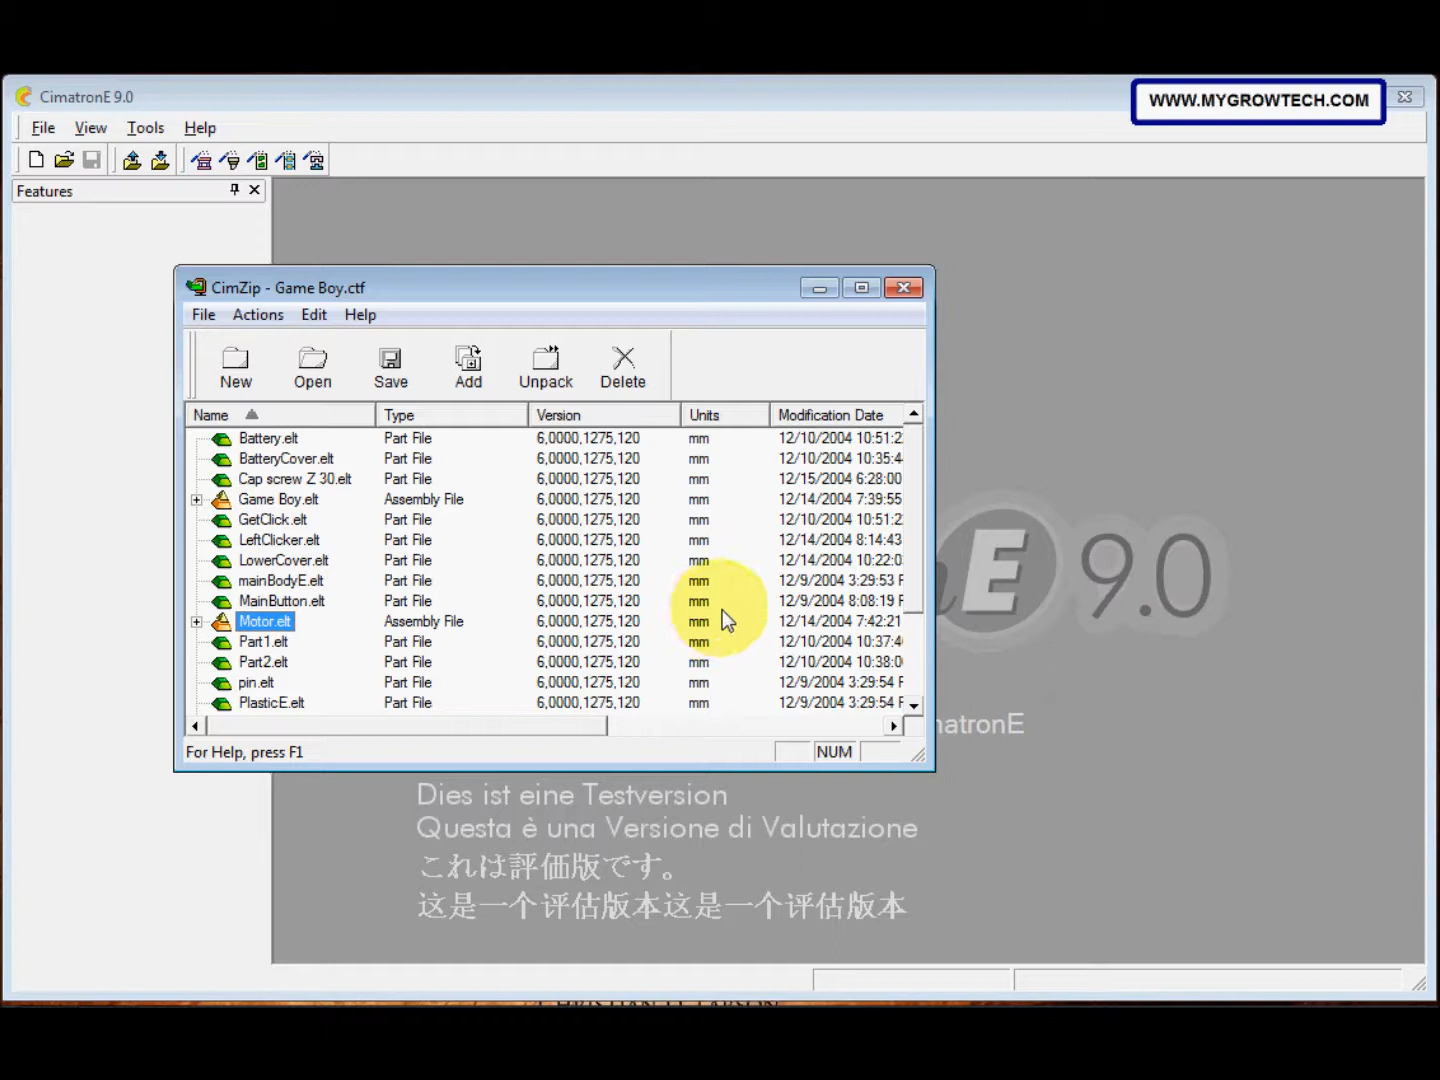 CimatronE 9.0
WWW.MYGROWTECH.COM
File View Tools Help
Features
CimZip - Game Boy.ctf
File Actions Edit Help
New Open Save Add Unpack Delete
Name Type Version Units Modification Date
Battery.elt Part File 6,0000,1275,120 mm 12/10/2004 10:51:2
BatteryCover.elt Part File 6,0000,1275,120 mm 12/10/2004 10:35:4
Cap screw Z 30.elt Part File 6,0000,1275,120 mm 12/15/2004 6:28:00
Game Boy.elt Assembly File 6,0000,1275,120 mm 12/14/2004 7:39:55
GetClick.elt Part File 6,0000,1275,120 mm 12/10/2004 10:51:2
LeftClicker.elt Part File 6,0000,1275,120 mm 12/14/2004 8:14:43
LowerCover.elt Part File 6,0000,1275,120 mm 12/14/2004 10:22:0
mainBodyE.elt Part File 6,0000,1275,120 mm 12/9/2004 3:29:53 P
MainButton.elt Part File 6,0000,1275,120 mm 12/9/2004 8:08:19 P
Motor.elt Assembly File 6,0000,1275,120 mm 12/14/2004 7:42:21
Part1.elt Part File 6,0000,1275,120 mm 12/10/2004 10:37:4
Part2.elt Part File 6,0000,1275,120 mm 12/10/2004 10:38:0
pin.elt Part File 6,0000,1275,120 mm 12/9/2004 3:29:54 P
PlasticE.elt Part File 6,0000,1275,120 mm 12/9/2004 3:29:54 P
For Help, press F1 NUM
E 9.0
matronE
Dies ist eine Testversion
Questa è una Versione di Valutazione
これは評価版です。
这是一个评估版本这是一个评估版本